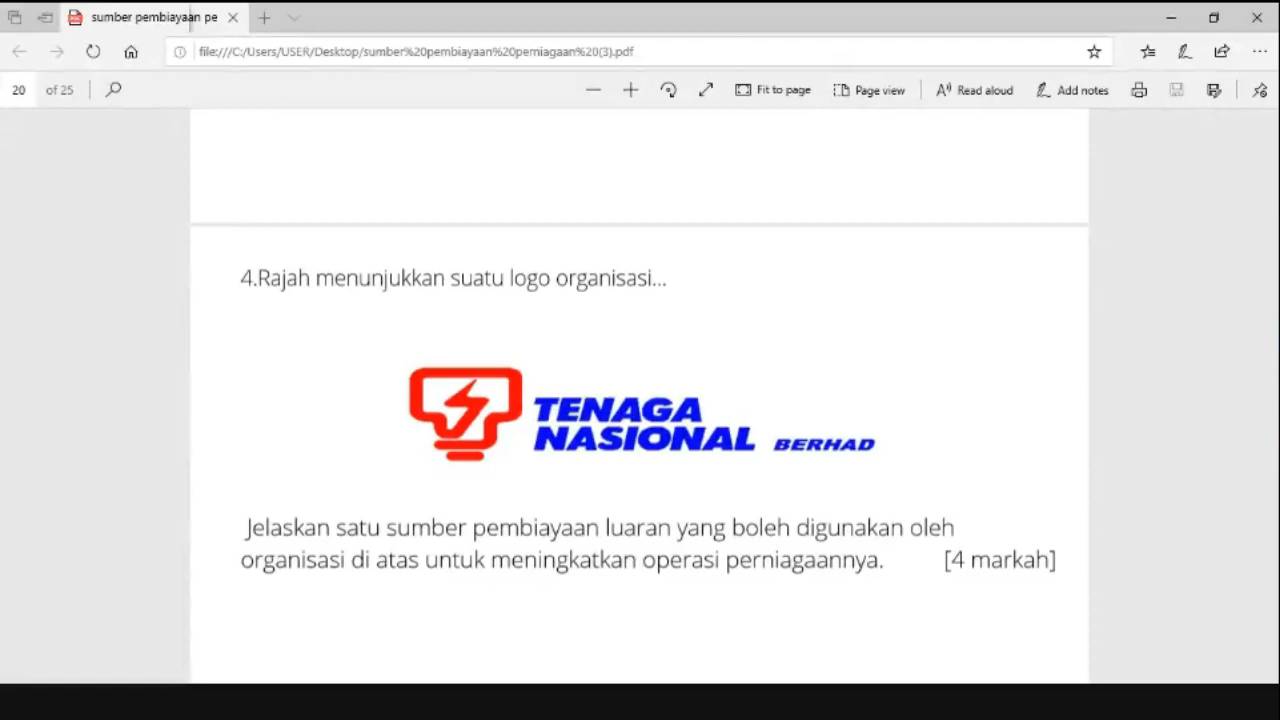 sumber pembiayaan pe
file:///C:/Users/USER/Desktop/sumber%20pembiayaan%20perniagaan%20(3).pdf
20 of 25 Fit to page Page view Read aloud Add notes
4.Rajah menunjukkan suatu logo organisasi...
TENAGA
NASIONAL BERHAD
Jelaskan satu sumber pembiayaan luaran yang boleh digunakan oleh
organisasi di atas untuk meningkatkan operasi perniagaannya. [4 markah]